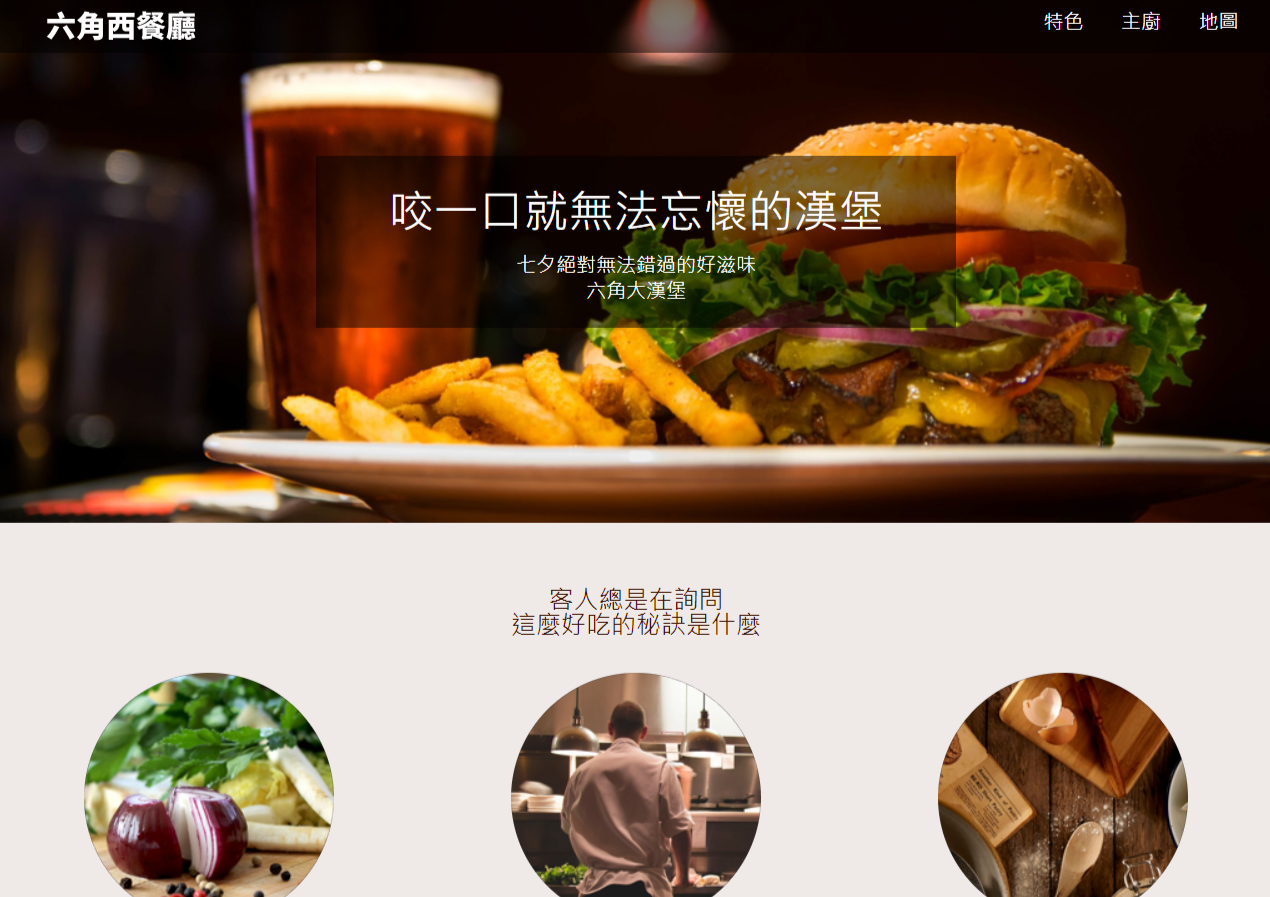 六角西餐廳
特色 主廚 地圖
咬一口就無法忘懷的漢堡
七夕絕對無法錯過的好滋味
六角大漢堡
客人總是在詢問
這麼好吃的秘訣是什麼